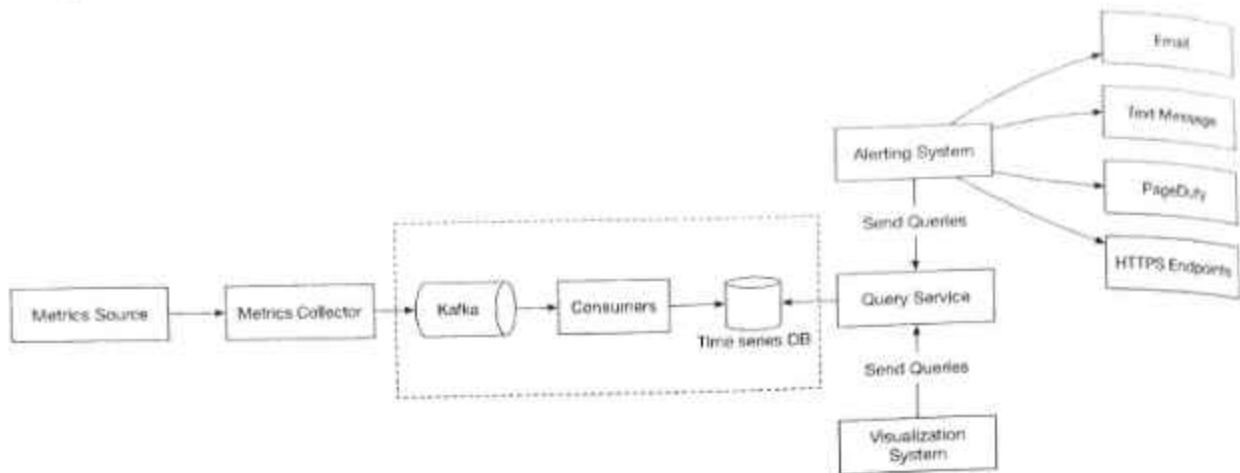 Email
Text Message
Alerting System
PageDuty
Send Queries
HTTPS Endpoints
Metrics Source
Metrics Collector
Kafka
Consumers
Query Service
Time series DB
Send Queries
Visualization
System